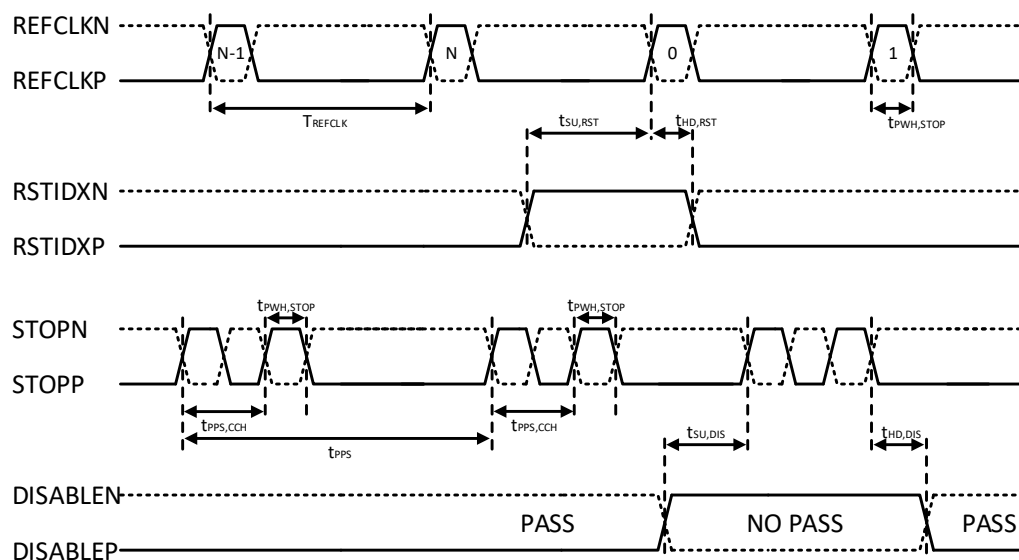 REFCLKN
N-1 N 0 1
REFCLKP
TREFCLK tSU,RST tHD,RST tPWH,STOP
RSTIDXN
RSTIDXP
tPWH,STOP tPWH,STOP
STOPN
STOPP
tPPS,CCH tPPS,CCH tSU,DIS tHD,DIS
tPPS
DISABLEN
PASS NO PASS PASS
DISABLEP